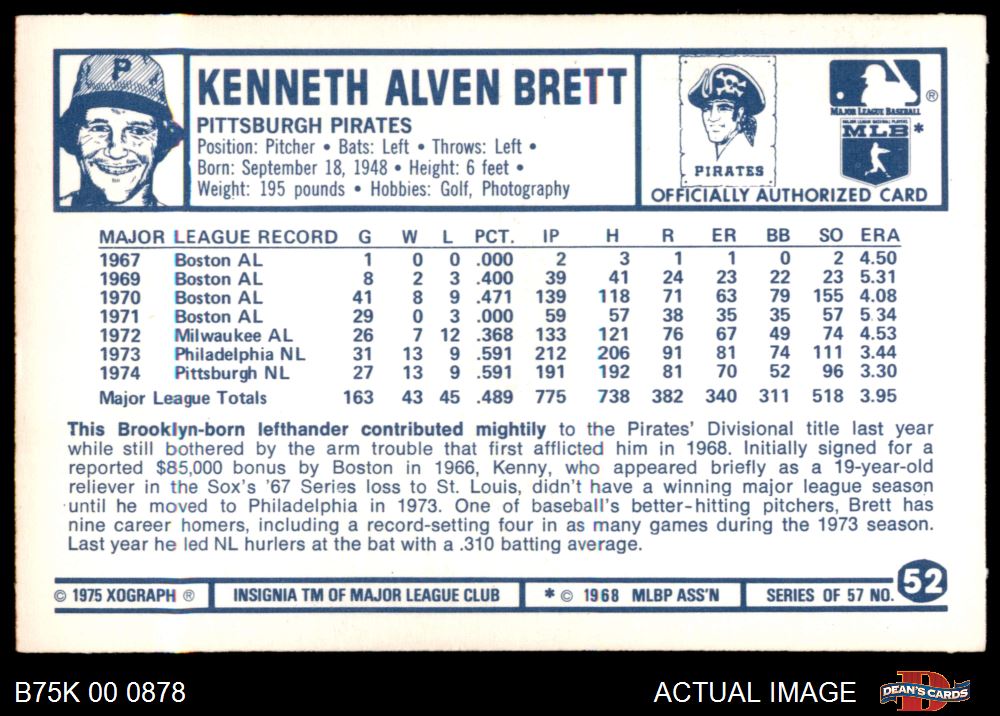 P
KENNETH ALVEN BRETT
PITTSBURGH PIRATES
Position: Pitcher • Bats: Left • Throws: Left •
Born: September 18, 1948 • Height: 6 feet •
Weight: 195 pounds • Hobbies: Golf, Photography
PIRATES
MAJOR LEAGUE BASEBALL
®
MAJOR LEAGUE BASEBALL PLAYERS
MLB*
OFFICIALLY AUTHORIZED CARD
MAJOR LEAGUE RECORD G W L PCT. IP H R ER BB SO ERA
1967 Boston AL 1 0 0 .000 2 3 1 1 0 2 4.50
1969 Boston AL 8 2 3 .400 39 41 24 23 22 23 5.31
1970 Boston AL 41 8 9 .471 139 118 71 63 79 155 4.08
1971 Boston AL 29 0 3 .000 59 57 38 35 35 57 5.34
1972 Milwaukee AL 26 7 12 .368 133 121 76 67 49 74 4.53
1973 Philadelphia NL 31 13 9 .591 212 206 91 81 74 111 3.44
1974 Pittsburgh NL 27 13 9 .591 191 192 81 70 52 96 3.30
Major League Totals 163 43 45 .489 775 738 382 340 311 518 3.95
This Brooklyn-born lefthander contributed mightily to the Pirates' Divisional title last year
while still bothered by the arm trouble that first afflicted him in 1968. Initially signed for a
reported $85,000 bonus by Boston in 1966, Kenny, who appeared briefly as a 19-year-old
reliever in the Sox's '67 Series loss to St. Louis, didn't have a winning major league season
until he moved to Philadelphia in 1973. One of baseball's better-hitting pitchers, Brett has
nine career homers, including a record-setting four in as many games during the 1973 season.
Last year he led NL hurlers at the bat with a .310 batting average.
© 1975 XOGRAPH ® INSIGNIA TM OF MAJOR LEAGUE CLUB * © 1968 MLBP ASS'N SERIES OF 57 NO. 52
B75K 00 0878 ACTUAL IMAGE DEAN'S CARDS